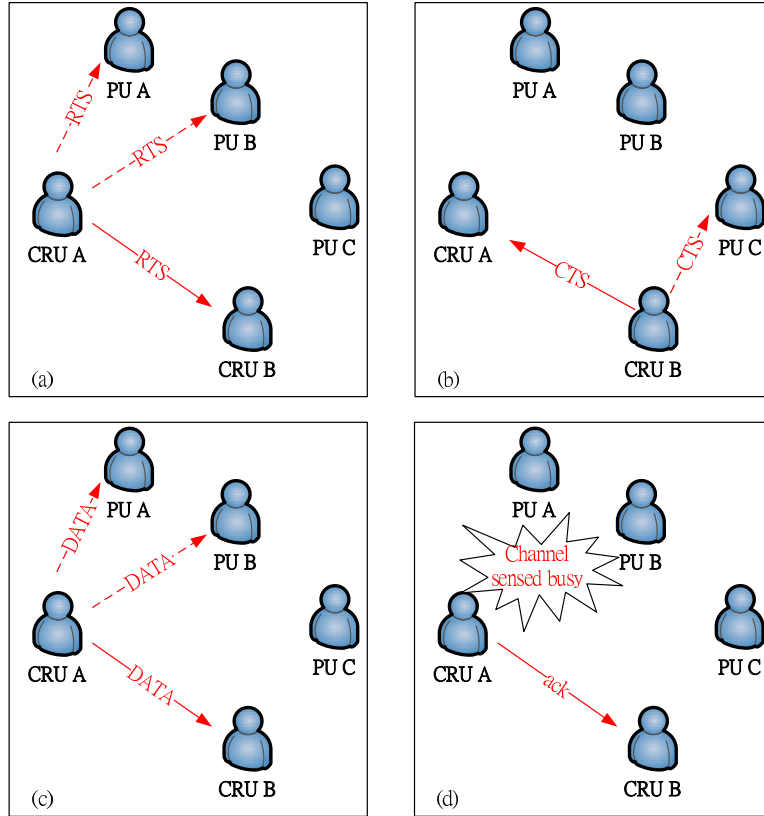 PU A
RTS
PU B
RTS
CRU A
PU C
RTS
CRU B
(a)
PU A
PU B
CRU A
PU C
CTS
CTS
CRU B
(b)
PU A
DATA
PU B
DATA
CRU A
PU C
DATA
CRU B
(c)
PU A
Channel
sensed busy
PU B
CRU A
PU C
ack
CRU B
(d)